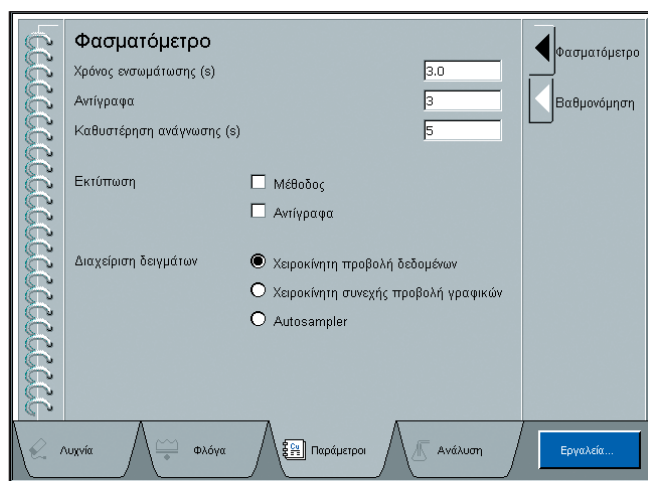 Φασματόμετρο
Χρόνος ενσωμάτωσης (s) 3.0
Αντίγραφα 3
Καθυστέρηση ανάγνωσης (s) 5
Εκτύπωση Μέθοδος
Αντίγραφα
Διαχείριση δειγμάτων Χειροκίνητη προβολή δεδομένων
Χειροκίνητη συνεχής προβολή γραφικών
Autosampler
Φασματόμετρο
Βαθμονόμηση
Λυχνία Φλόγα Cu Παράμετροι Ανάλυση Εργαλεία...